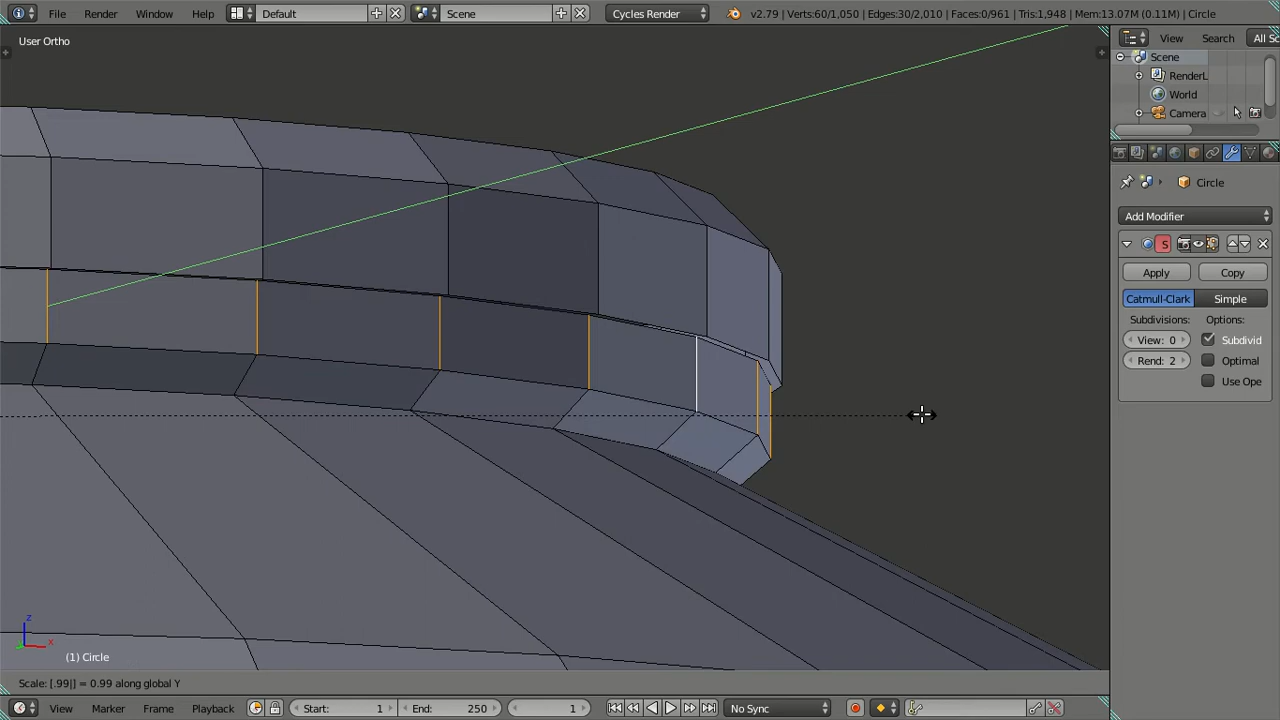 File Render Window Help Default Scene Cycles Render v2.79 | Verts:60/1,050 | Edges:30/2,010 | Faces:0/961 | Tris:1,948 | Mem:13.07M (0.11M) | Circle
User Ortho
View Search All Sc
Scene
RenderL
World
Camera
Circle
Add Modifier
S
Apply Copy
Catmull-Clark Simple
Subdivisions: Options:
View: 0 Subdivid
Rend: 2 Optimal
Use Ope
z
x
(1) Circle
Scale: [.99|] = 0.99 along global Y
View Marker Frame Playback Start: 1 End: 250 1 No Sync